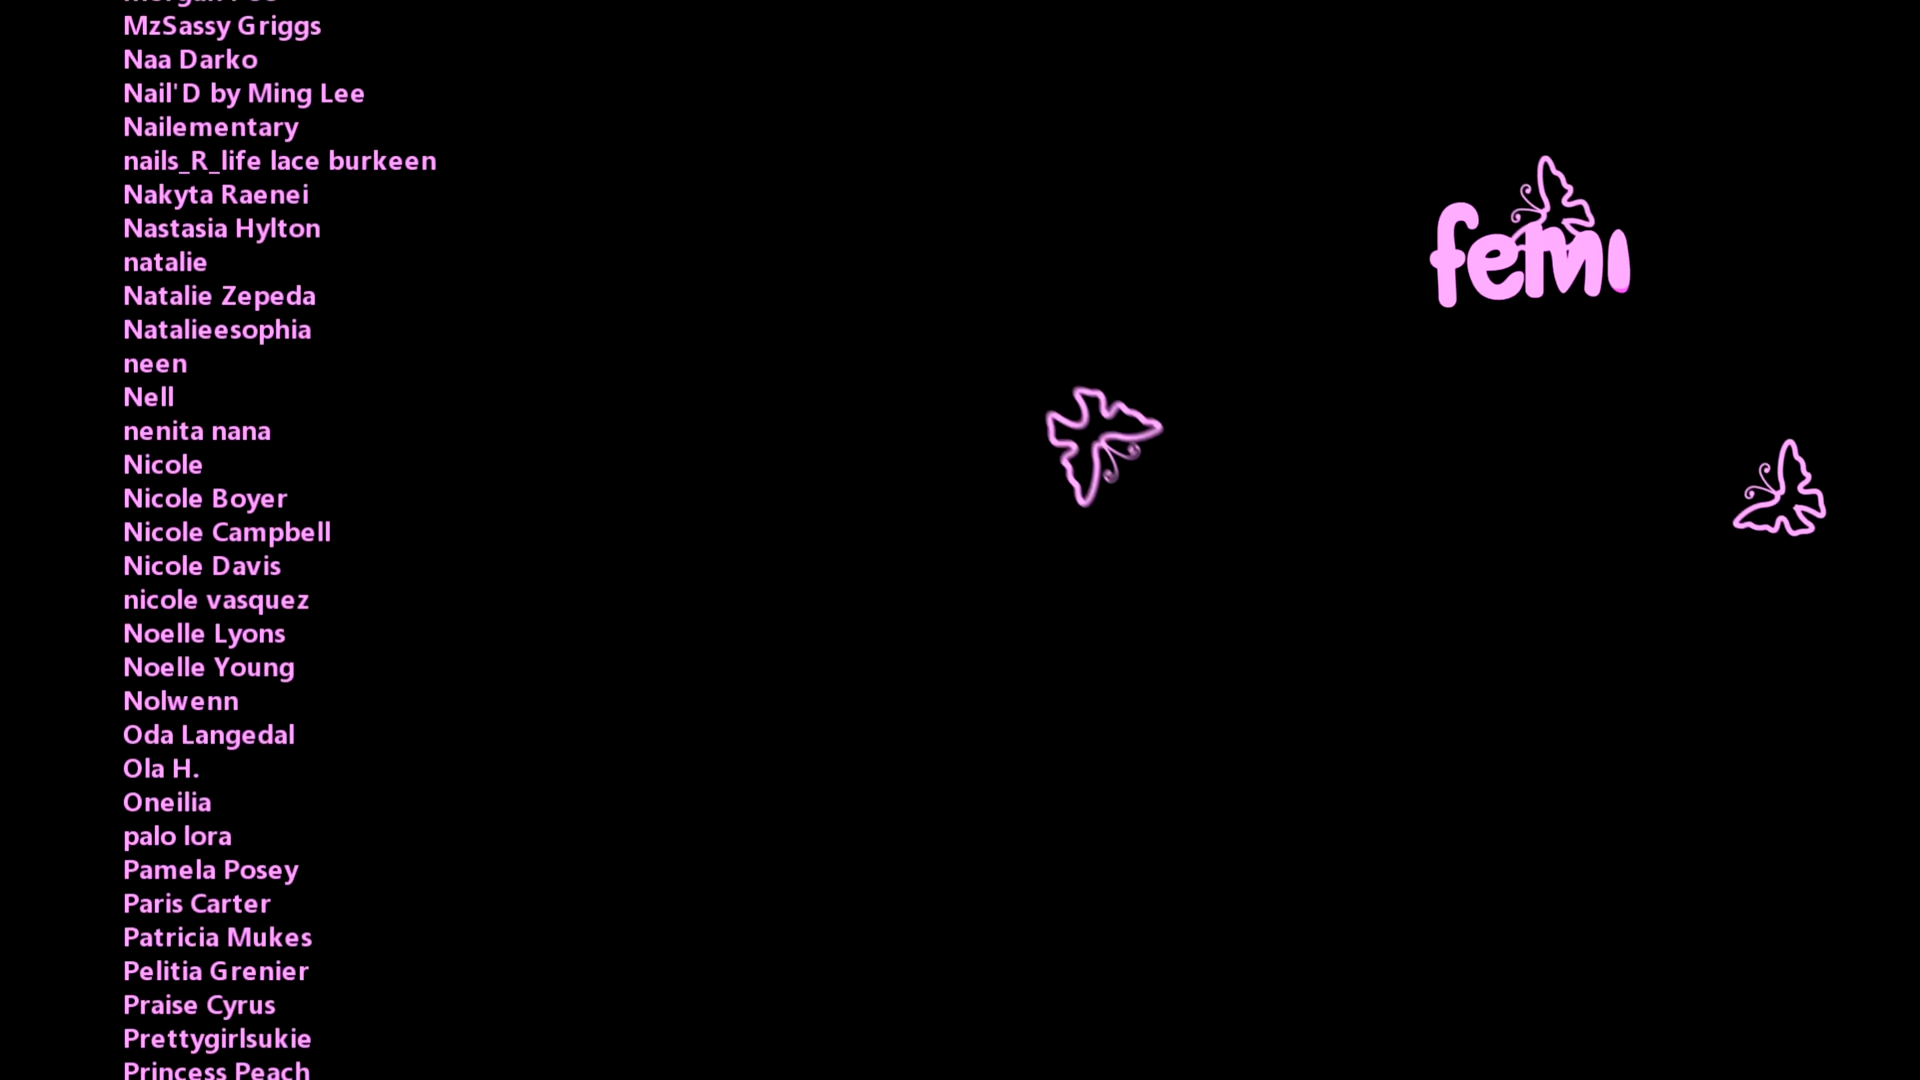 MzSassy Griggs
Naa Darko
Nail'D by Ming Lee
Nailementary
nails_R_life lace burkeen
Nakyta Raenei
Nastasia Hylton
natalie
Natalie Zepeda
Natalieesophia
neen
Nell
nenita nana
Nicole
Nicole Boyer
Nicole Campbell
Nicole Davis
nicole vasquez
Noelle Lyons
Noelle Young
Nolwenn
Oda Langedal
Ola H.
Oneilia
palo lora
Pamela Posey
Paris Carter
Patricia Mukes
Pelitia Grenier
Praise Cyrus
Prettygirlsukie
Princess Peach
femi